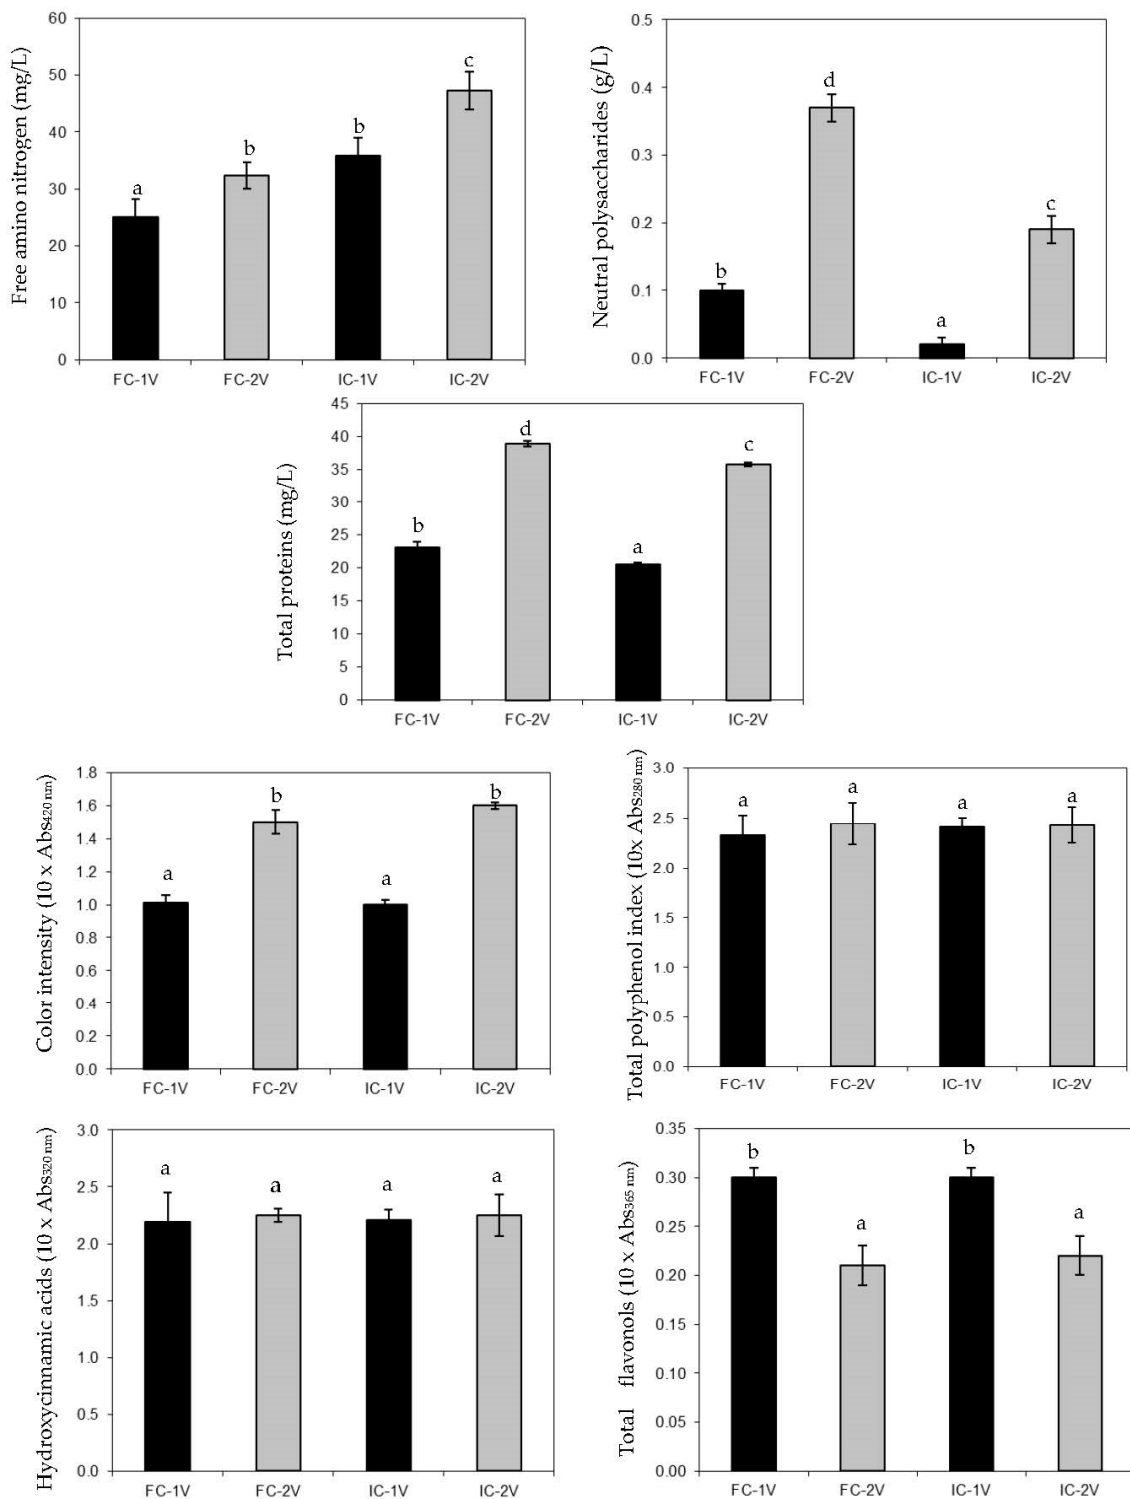 Free amino nitrogen (mg/L)
60
50
40
30
20
10
0
a
b
b
c
FC-1V FC-2V IC-1V IC-2V
Neutral polysaccharides (g/L)
0.5
0.4
0.3
0.2
0.1
0.0
b
d
a
c
FC-1V FC-2V IC-1V IC-2V
Total proteins (mg/L)
45
40
35
30
25
20
15
10
5
0
b
d
a
c
FC-1V FC-2V IC-1V IC-2V
Color intensity (10 x Abs420 nm)
1.8
1.6
1.4
1.2
1.0
0.8
0.6
0.4
0.2
0.0
a
b
a
b
FC-1V FC-2V IC-1V IC-2V
Total polyphenol index (10x Abs280 nm)
3.0
2.5
2.0
1.5
1.0
0.5
0.0
a
a
a
a
FC-1V FC-2V IC-1V IC-2V
Hydroxycinnamic acids (10 x Abs320 nm)
3.0
2.5
2.0
1.5
1.0
0.5
0.0
a
a
a
a
FC-1V FC-2V IC-1V IC-2V
Total flavonols (10 x Abs365 nm)
0.35
0.30
0.25
0.20
0.15
0.10
0.05
0.00
b
a
b
a
FC-1V FC-2V IC-1V IC-2V